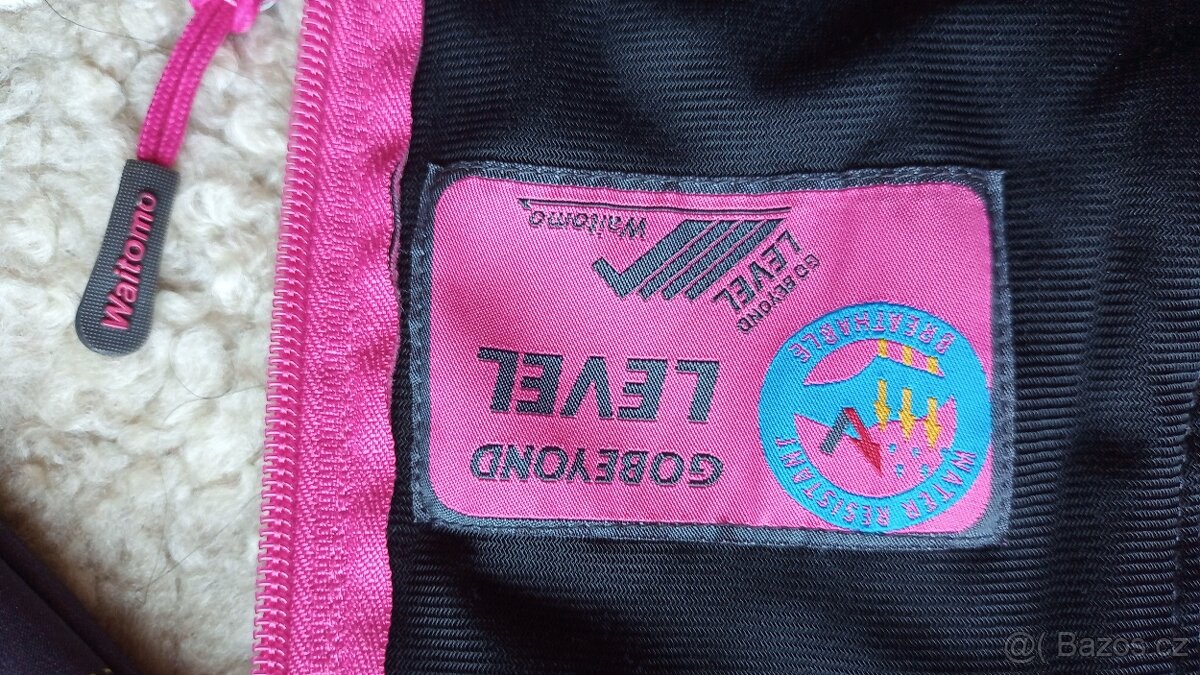 Waitomo
GOBEYOND
LEVEL
WATER RESISTANT
BREATHABLE
GO BEYOND
LEVEL
Waitomo
@( Bazos.cz